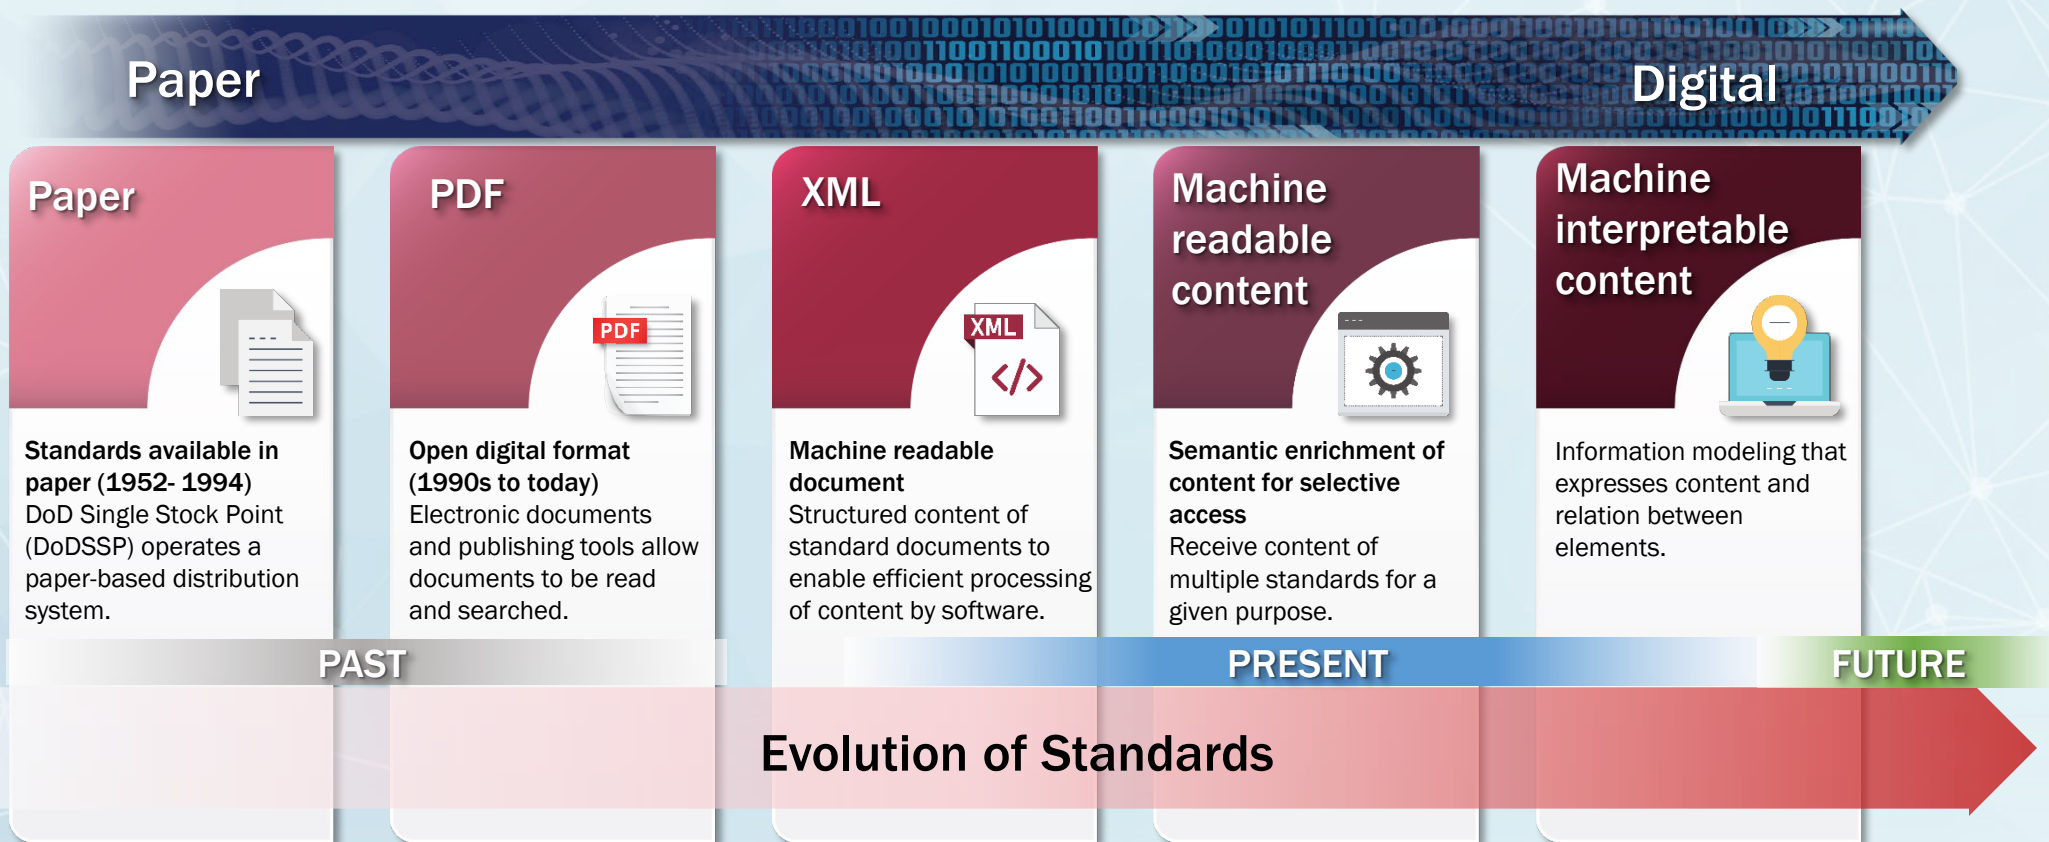 Paper
Digital
Paper
Standards available in
paper (1952- 1994)
DoD Single Stock Point
(DoDSSP) operates a
paper-based distribution
system.
PDF
PDF
Open digital format
(1990s to today)
Electronic documents
and publishing tools allow
documents to be read
and searched.
XML
XML
</>
Machine readable
document
Structured content of
standard documents to
enable efficient processing
of content by software.
Machine
readable
content
Semantic enrichment of
content for selective
access
Receive content of
multiple standards for a
given purpose.
Machine
interpretable
content
Information modeling that
expresses content and
relation between
elements.
PAST
PRESENT
FUTURE
Evolution of Standards